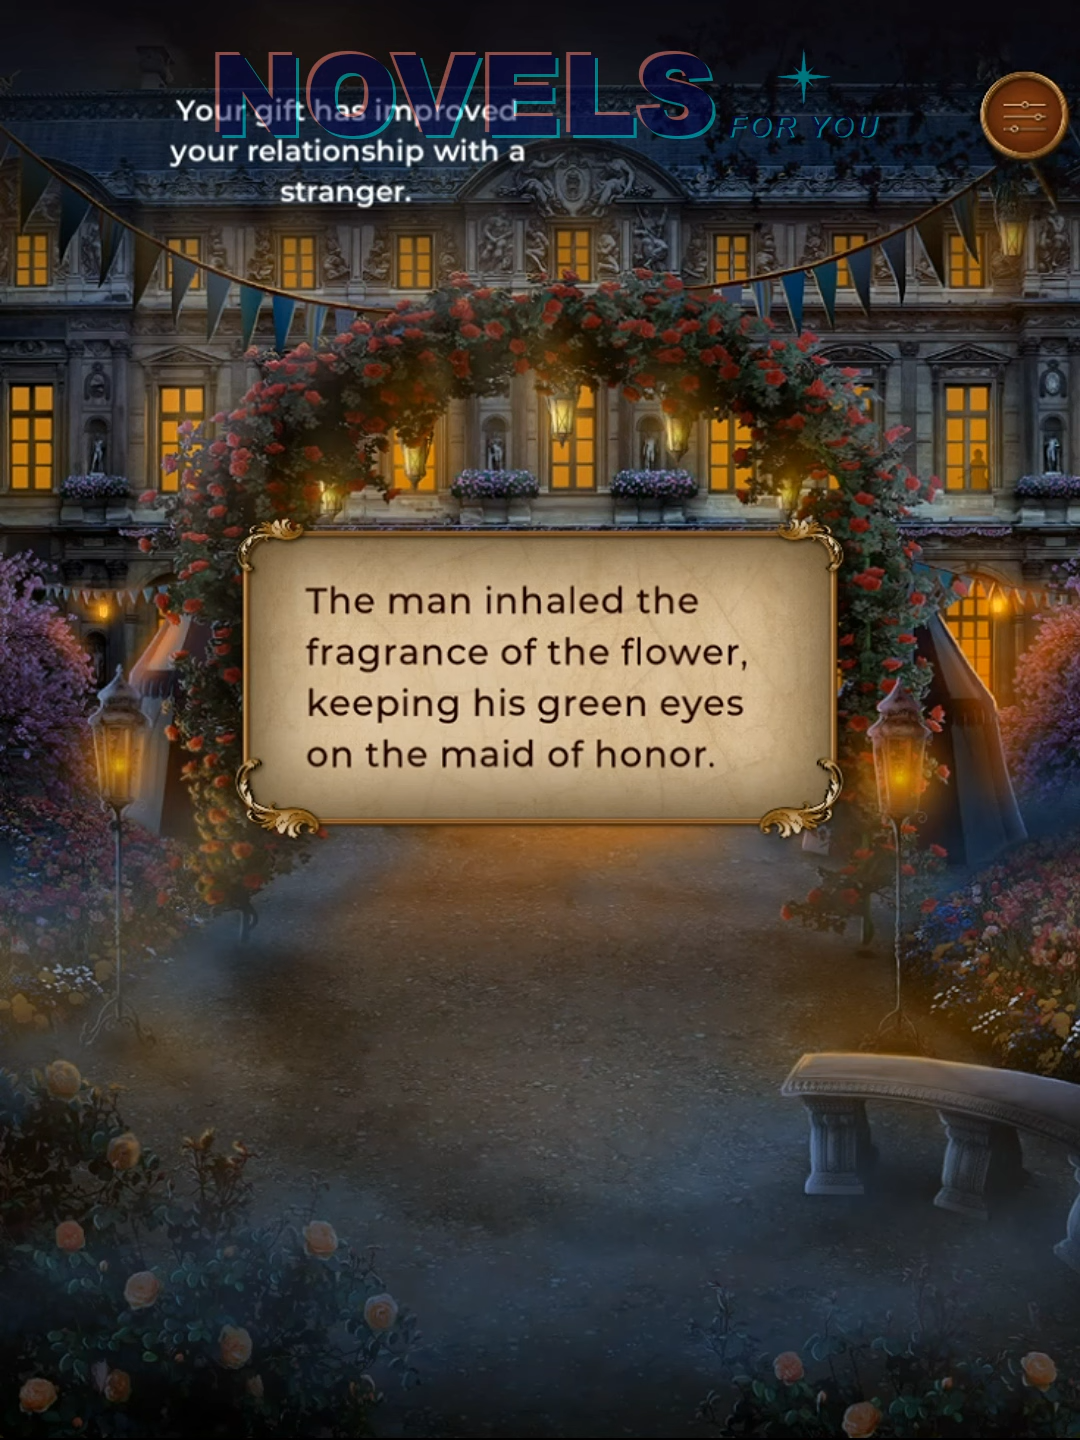 NOVELS
FOR YOU
Your gift has improved
your relationship with a
stranger.
The man inhaled the
fragrance of the flower,
keeping his green eyes
on the maid of honor.